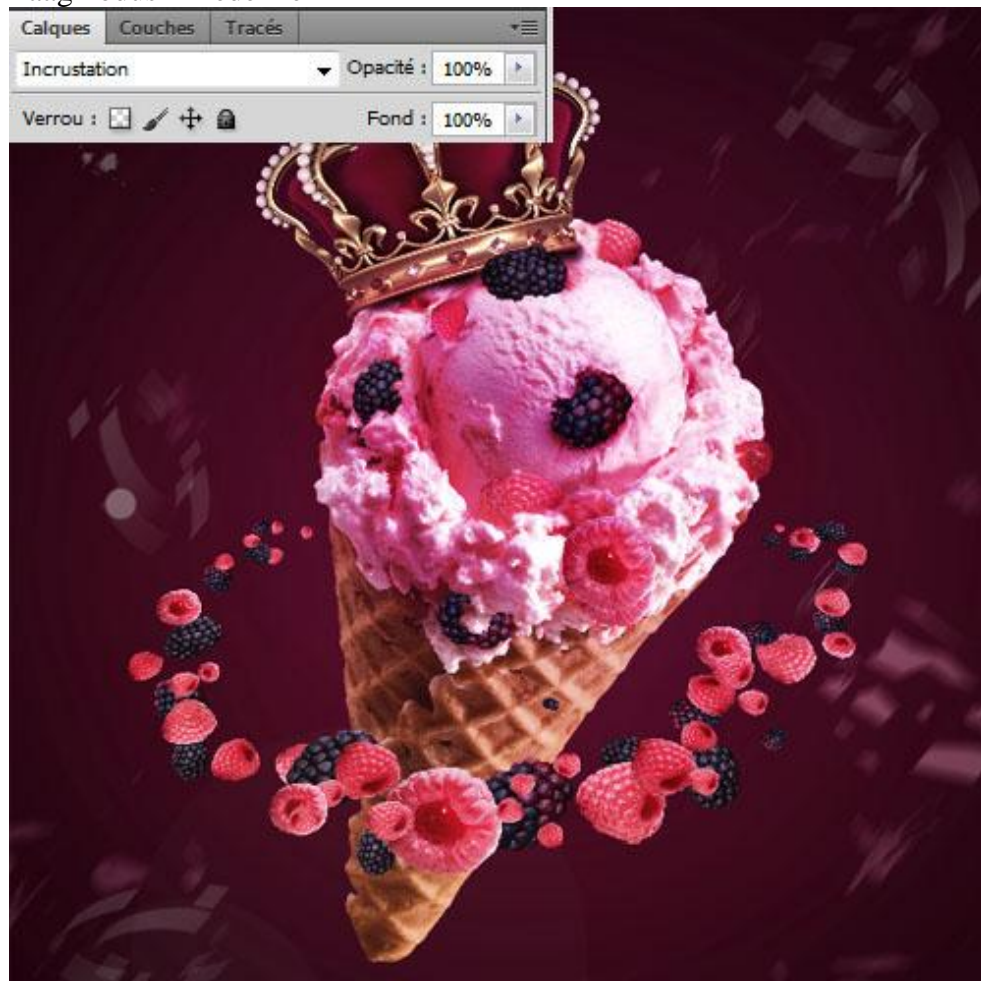 Calques Couches Tracés
Incrustation Opacité : 100%
Verrou : Fond : 100%